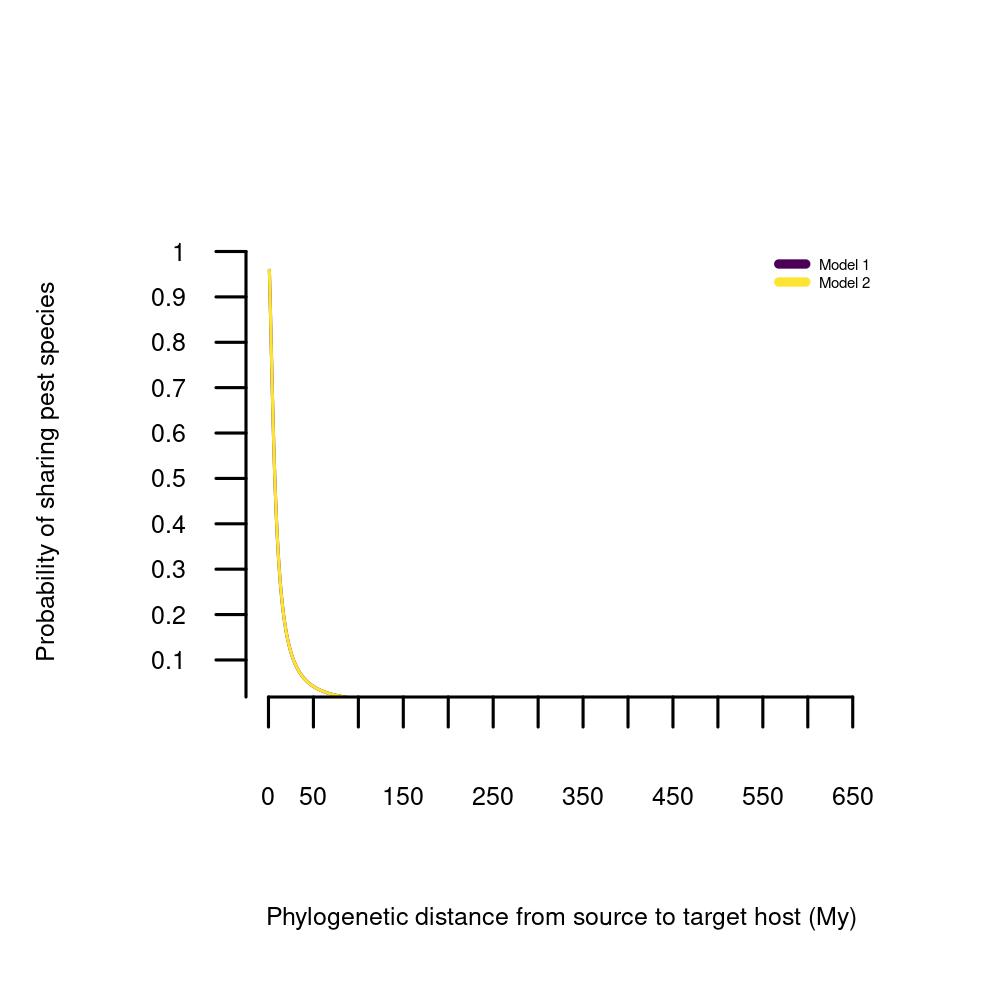 Probability of sharing pest species
1
0.9
0.8
0.7
0.6
0.5
0.4
0.3
0.2
0.1
Model 1
Model 2
0 50 150 250 350 450 550 650
Phylogenetic distance from source to target host (My)